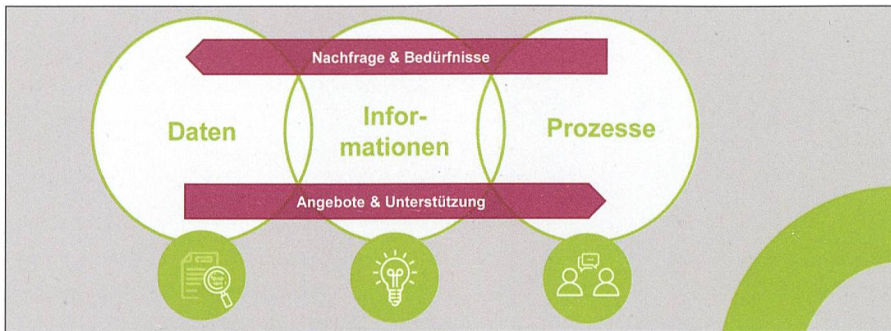 Nachfrage & Bedürfnisse
Daten
Infor-
mationen
Prozesse
Angebote & Unterstützung